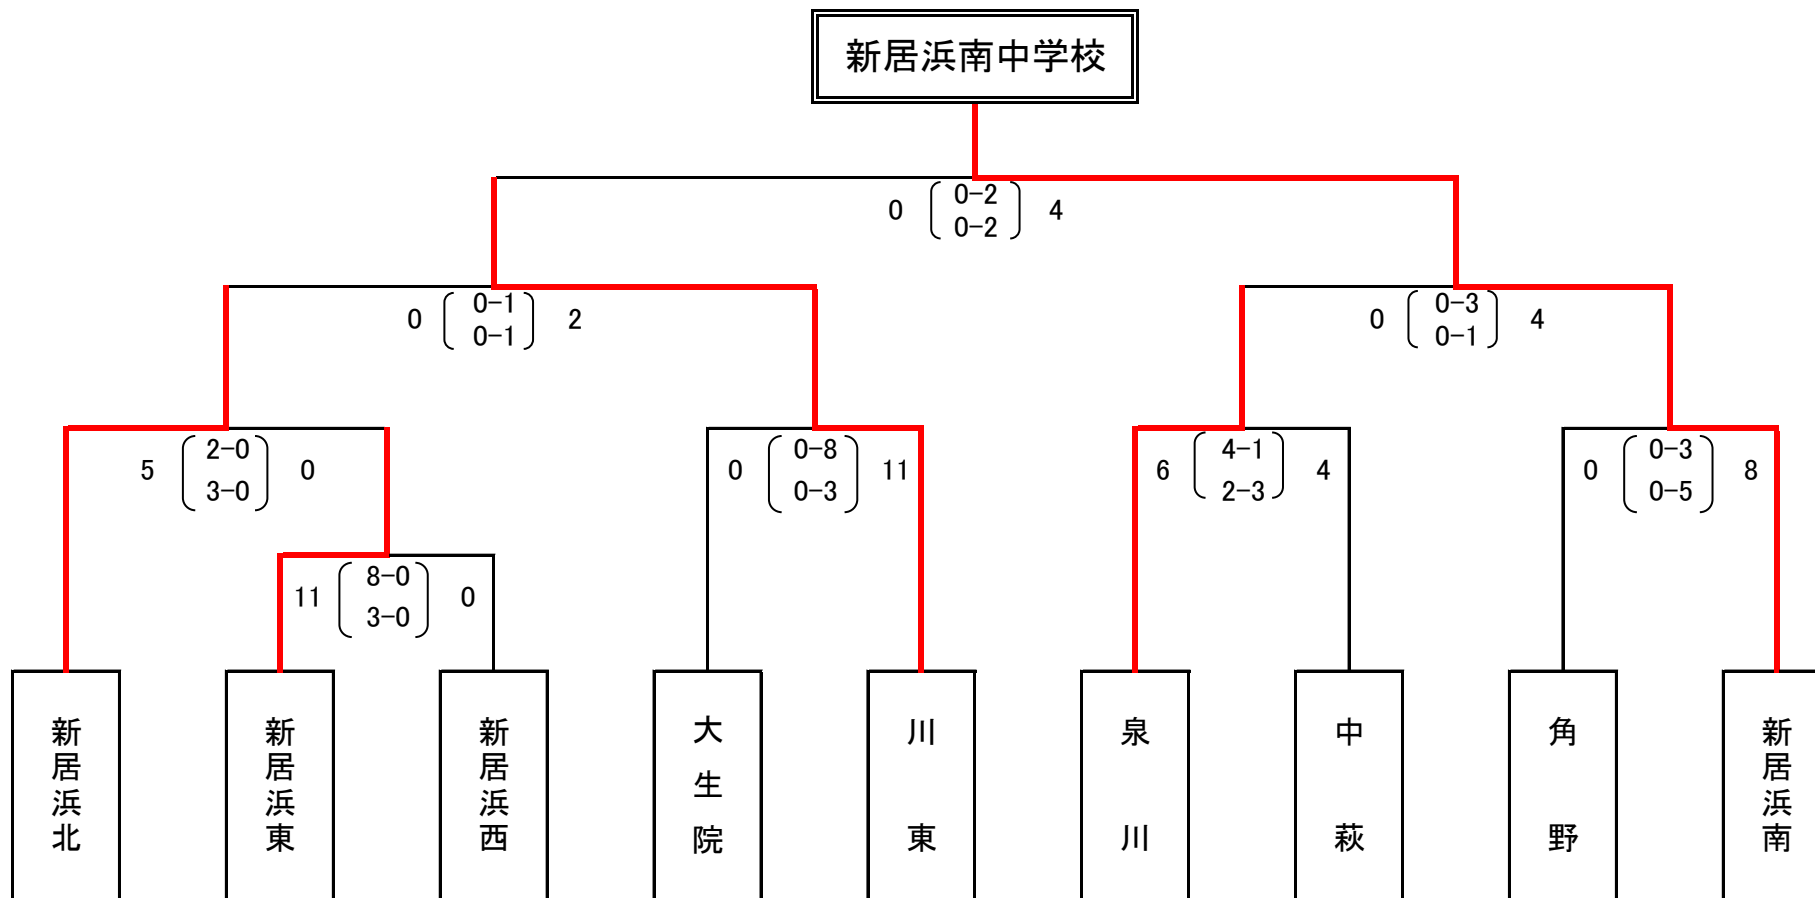 新居浜南中学校
0 0-2 4
0-2
0 0-1 2
0-1
0 0-3 4
0-1
5 2-0 0
3-0
0 0-8 11
0-3
6 4-1 4
2-3
0 0-3 8
0-5
11 8-0 0
3-0
新居浜北
新居浜東
新居浜西
大生院
川東
泉川
中萩
角野
新居浜南